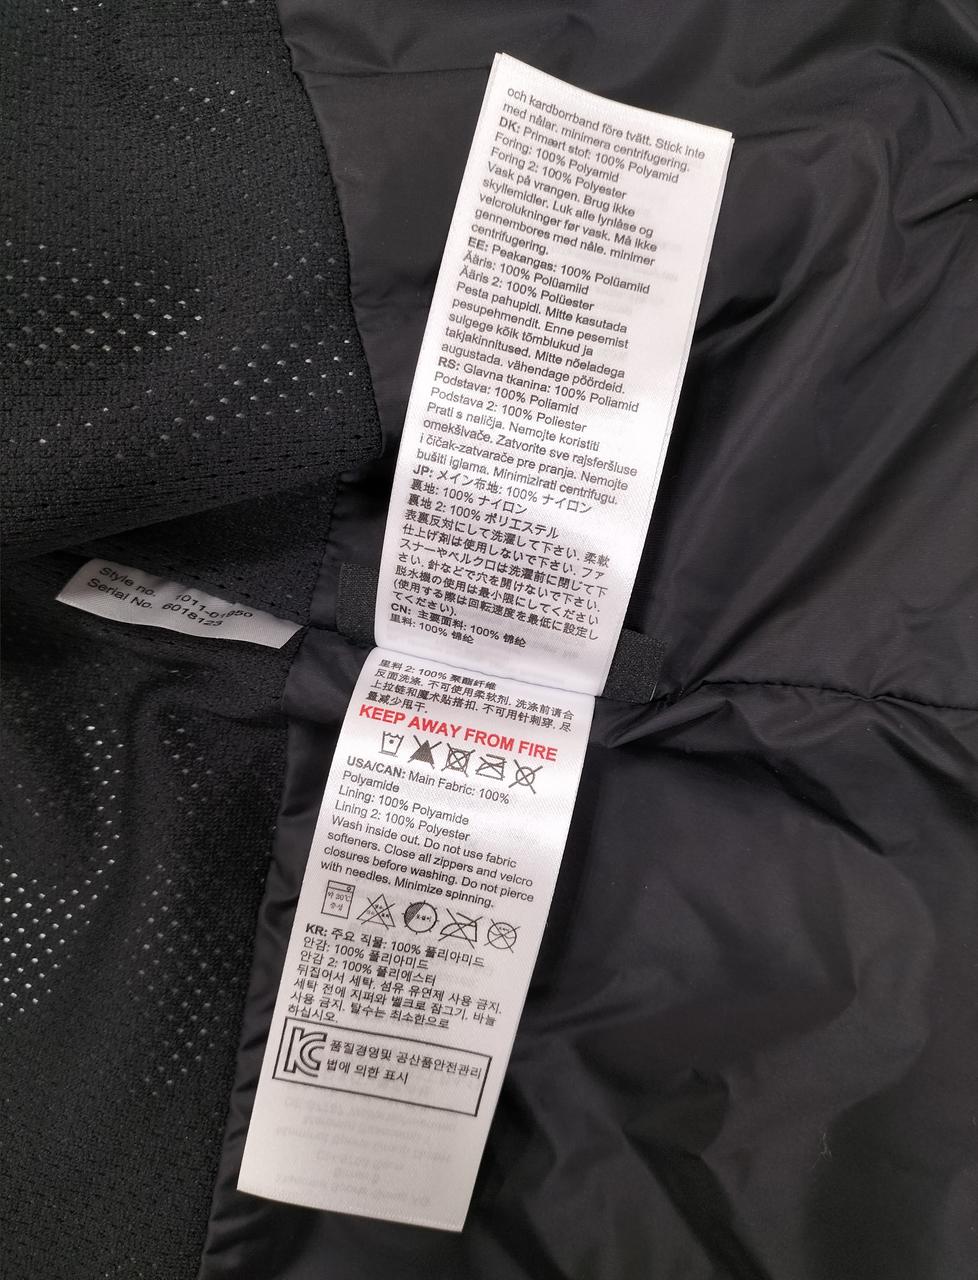 och kardborrband före tvätt. Stick inte
med nålar. minimera centrifugering.
DK: Primært stof: 100% Polyamid
Foring: 100% Polyamid
Foring 2: 100% Polyester
Vask på vrangen. Brug ikke
skyllemidler. Luk alle lynlåse og
velcrolukninger før vask. Må ikke
gennembores med nåle. minimer
centrifugering.
EE: Peakangas: 100% Polüamiid
Ääris: 100% Polüamiid
Ääris 2: 100% Polüester
Pesta pahupidi. Mitte kasutada
pesupehmendit. Enne pesemist
sulgege kõik tõmblukud ja
takjakinnitused. Mitte nõeladega
augustada. vähendage pöördeid.
RS: Glavna tkanina: 100% Poliamid
Podstava: 100% Poliamid
Podstava 2: 100% Poliester
Prati s naličja. Nemojte koristiti
omekšivače. Zatvorite sve rajsferšluse
i čičak-zatvarače pre pranja. Nemojte
bušiti iglama. Minimizirati centrifugu.
JP: メイン布地: 100% ナイロン
裏地: 100% ナイロン
裏地 2: 100% ポリエステル
表裏反対にして洗濯して下さい. 柔軟
仕上げ剤は使用しないで下さい. ファ
スナーやベルクロは洗濯前に閉じて下
さい. 針などで穴を開けないで下さい.
脱水機の使用は最小限にしてください
(使用する際は回転速度を最低に設定し
てください).
CN: 主要面料: 100% 锦纶
里料: 100% 锦纶
Style no. 1011-01950
Serial No. 6018123
里料 2: 100% 聚酯纤维
反面洗涤. 不可使用柔软剂. 洗涤前请合
上拉链和魔术贴搭扣. 不可用针刺穿. 尽
量减少甩干.
KEEP AWAY FROM FIRE
USA/CAN: Main Fabric: 100%
Polyamide
Lining: 100% Polyamide
Lining 2: 100% Polyester
Wash inside out. Do not use fabric
softeners. Close all zippers and velcro
closures before washing. Do not pierce
with needles. Minimize spinning.
약 30℃
중성
KR: 주요 직물: 100% 폴리아미드
안감: 100% 폴리아미드
안감 2: 100% 폴리에스터
뒤집어서 세탁. 섬유 유연제 사용 금지.
세탁 전에 지퍼와 벨크로 잠그기. 바늘
사용 금지. 탈수는 최소한으로
하십시오.
품질경영및 공산품안전관리
법에 의한 표시